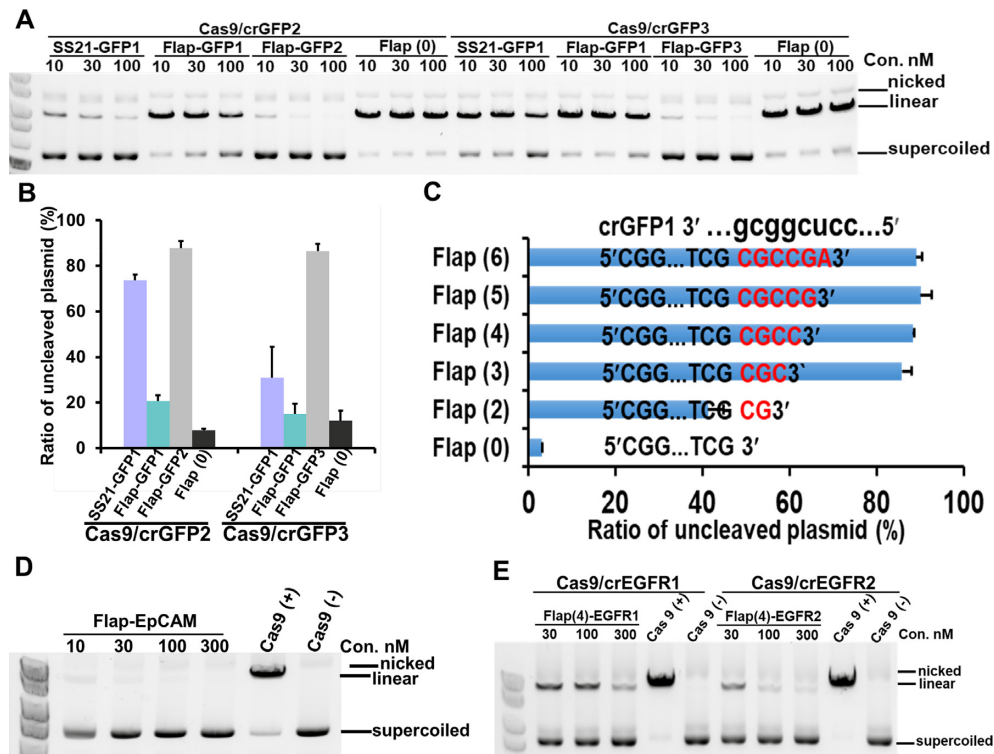 A
Cas9/crGFP2 Cas9/crGFP3
SS21-GFP1 Flap-GFP1 Flap-GFP2 Flap (0) SS21-GFP1 Flap-GFP1 Flap-GFP3 Flap (0)
10 30 100 10 30 100 10 30 100 10 30 100 10 30 100 10 30 100 10 30 100 10 30 100 Con. nM
nicked
linear
supercoiled
B
Ratio of uncleaved plasmid (%)
100
80
60
40
20
0
SS21-GFP1 Flap-GFP1 Flap-GFP2 Flap (0) SS21-GFP1 Flap-GFP1 Flap-GFP3 Flap (0)
Cas9/crGFP2 Cas9/crGFP3
C
crGFP1 3′ ...gcggcucc...5′
Flap (6) 5′CGG...TCG CGCCGA3′
Flap (5) 5′CGG...TCG CGCCG3′
Flap (4) 5′CGG...TCG CGCC3′
Flap (3) 5′CGG...TCG CGC3`
Flap (2) 5′CGG...TCG CG3′
Flap (0) 5′CGG...TCG 3′
0 20 40 60 80 100
Ratio of uncleaved plasmid (%)
D
Flap-EpCAM Cas9 (+) Cas9 (-)
10 30 100 300 Con. nM
nicked
linear
supercoiled
E
Cas9/crEGFR1 Cas9/crEGFR2
Flap(4)-EGFR1 Cas 9 (+) Cas 9 (-) Flap(4)-EGFR2 Cas 9 (+) Cas 9 (-)
30 100 300 30 100 300 Con. nM
nicked
linear
supercoiled